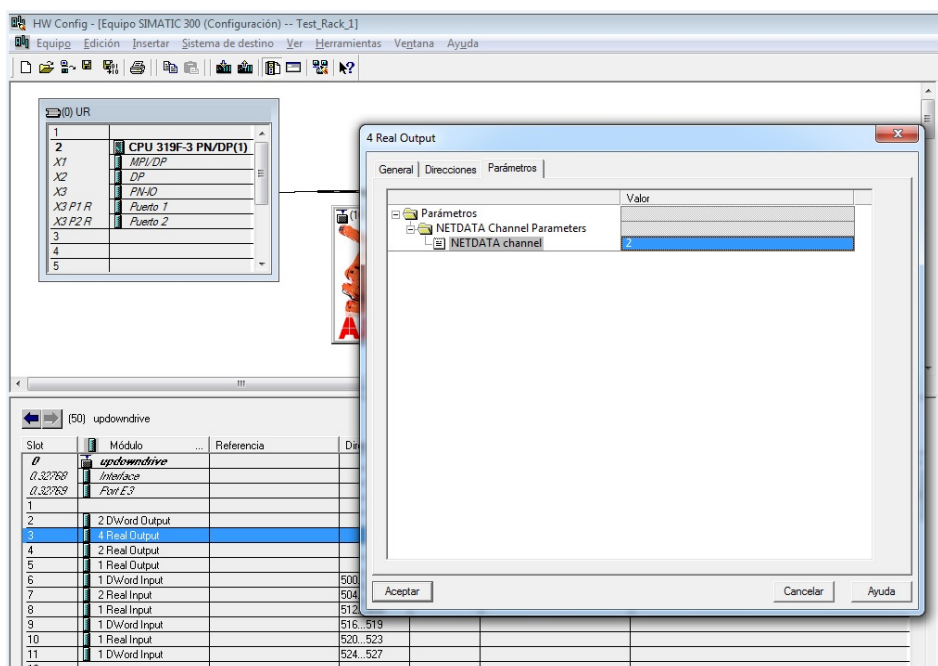 HW Config - [Equipo SIMATIC 300 (Configuración) -- Test_Rack_1]
Equipo Edición Insertar Sistema de destino Ver Herramientas Ventana Ayuda
(0) UR
1
2 CPU 319F-3 PN/DP(1)
X1 MPI/DP
X2 DP
X3 PN-IO
X3 P1 R Puerto 1
X3 P2 R Puerto 2
3
4
5
4 Real Output
General Direcciones Parámetros
Valor
Parámetros
NETDATA Channel Parameters
NETDATA channel 2
Aceptar Cancelar Ayuda
(50) updowndrive
Slot Módulo ... Referencia
0 updowndrive
0.32768 Interface
0.32769 Port E3
1
2 2 DWord Output
3 4 Real Output
4 2 Real Output
5 1 Real Output
6 1 DWord Input 500
7 2 Real Input 504
8 1 Real Input 512
9 1 DWord Input 516...519
10 1 Real Input 520...523
11 1 DWord Input 524...527